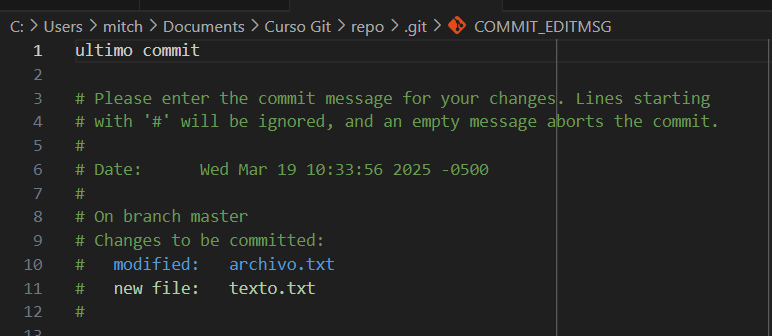 C: > Users > mitch > Documents > Curso Git > repo > .git > COMMIT_EDITMSG
1 ultimo commit
2
3 # Please enter the commit message for your changes. Lines starting
4 # with '#' will be ignored, and an empty message aborts the commit.
5 #
6 # Date:      Wed Mar 19 10:33:56 2025 -0500
7 #
8 # On branch master
9 # Changes to be committed:
10 #   modified:   archivo.txt
11 #   new file:   texto.txt
12 #
13